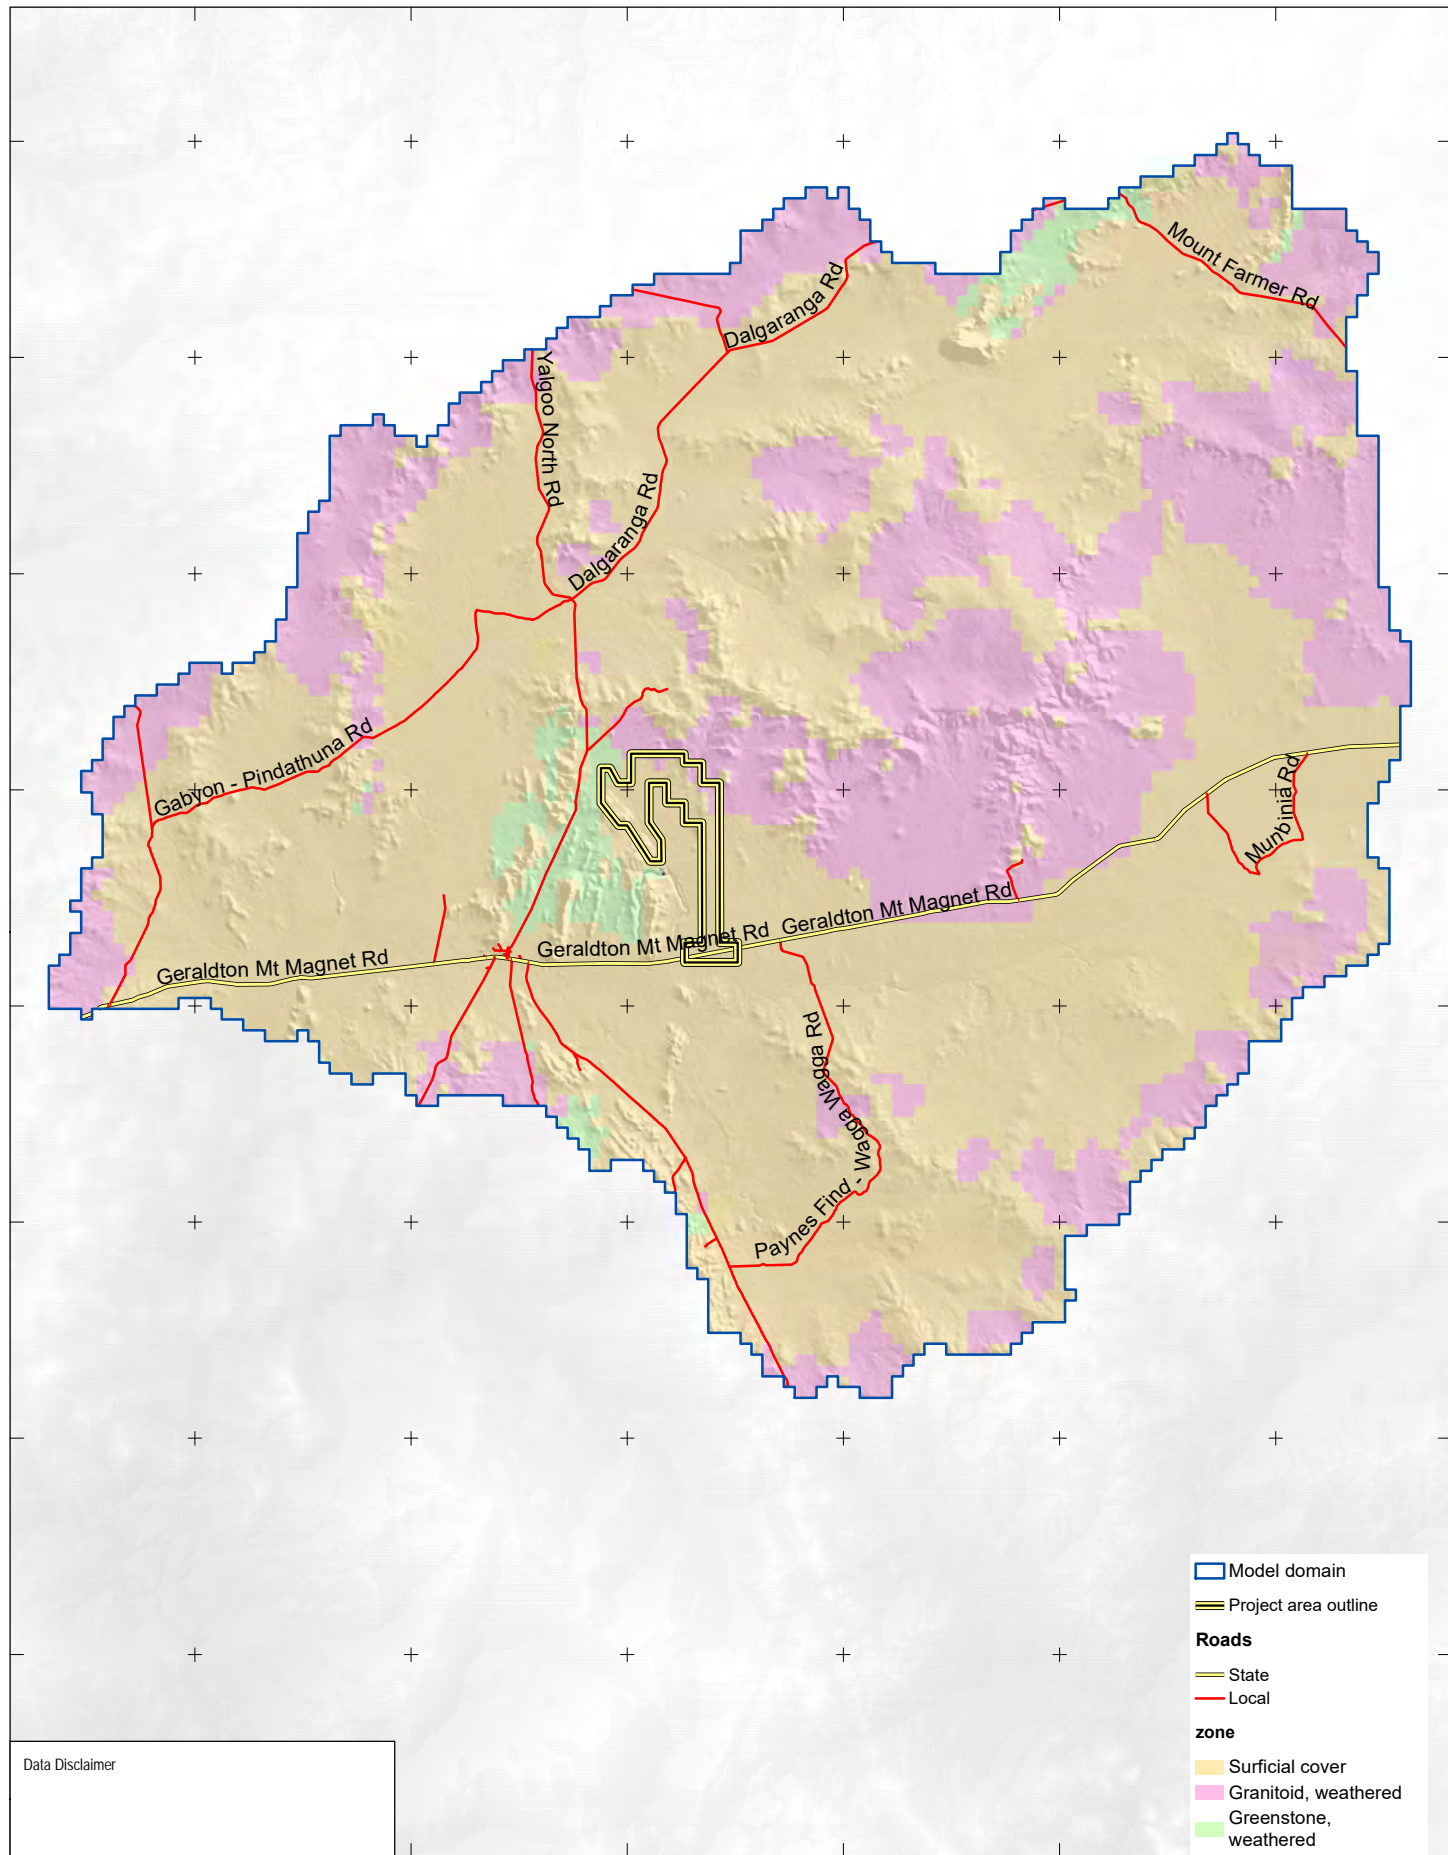 Mount Farmer Rd
Dalgaranga Rd
Yalgoo North Rd
Dalgaranga Rd
Gabyon - Pindathuna Rd
Munbinia Rd
Geraldton Mt Magnet Rd
Geraldton Mt Magnet Rd
Geraldton Mt Magnet Rd
Paynes Find - Wagga Wagga Rd
Model domain
Project area outline
Roads
State
Local
zone
Surficial cover
Granitoid, weathered
Greenstone,
weathered
Data Disclaimer